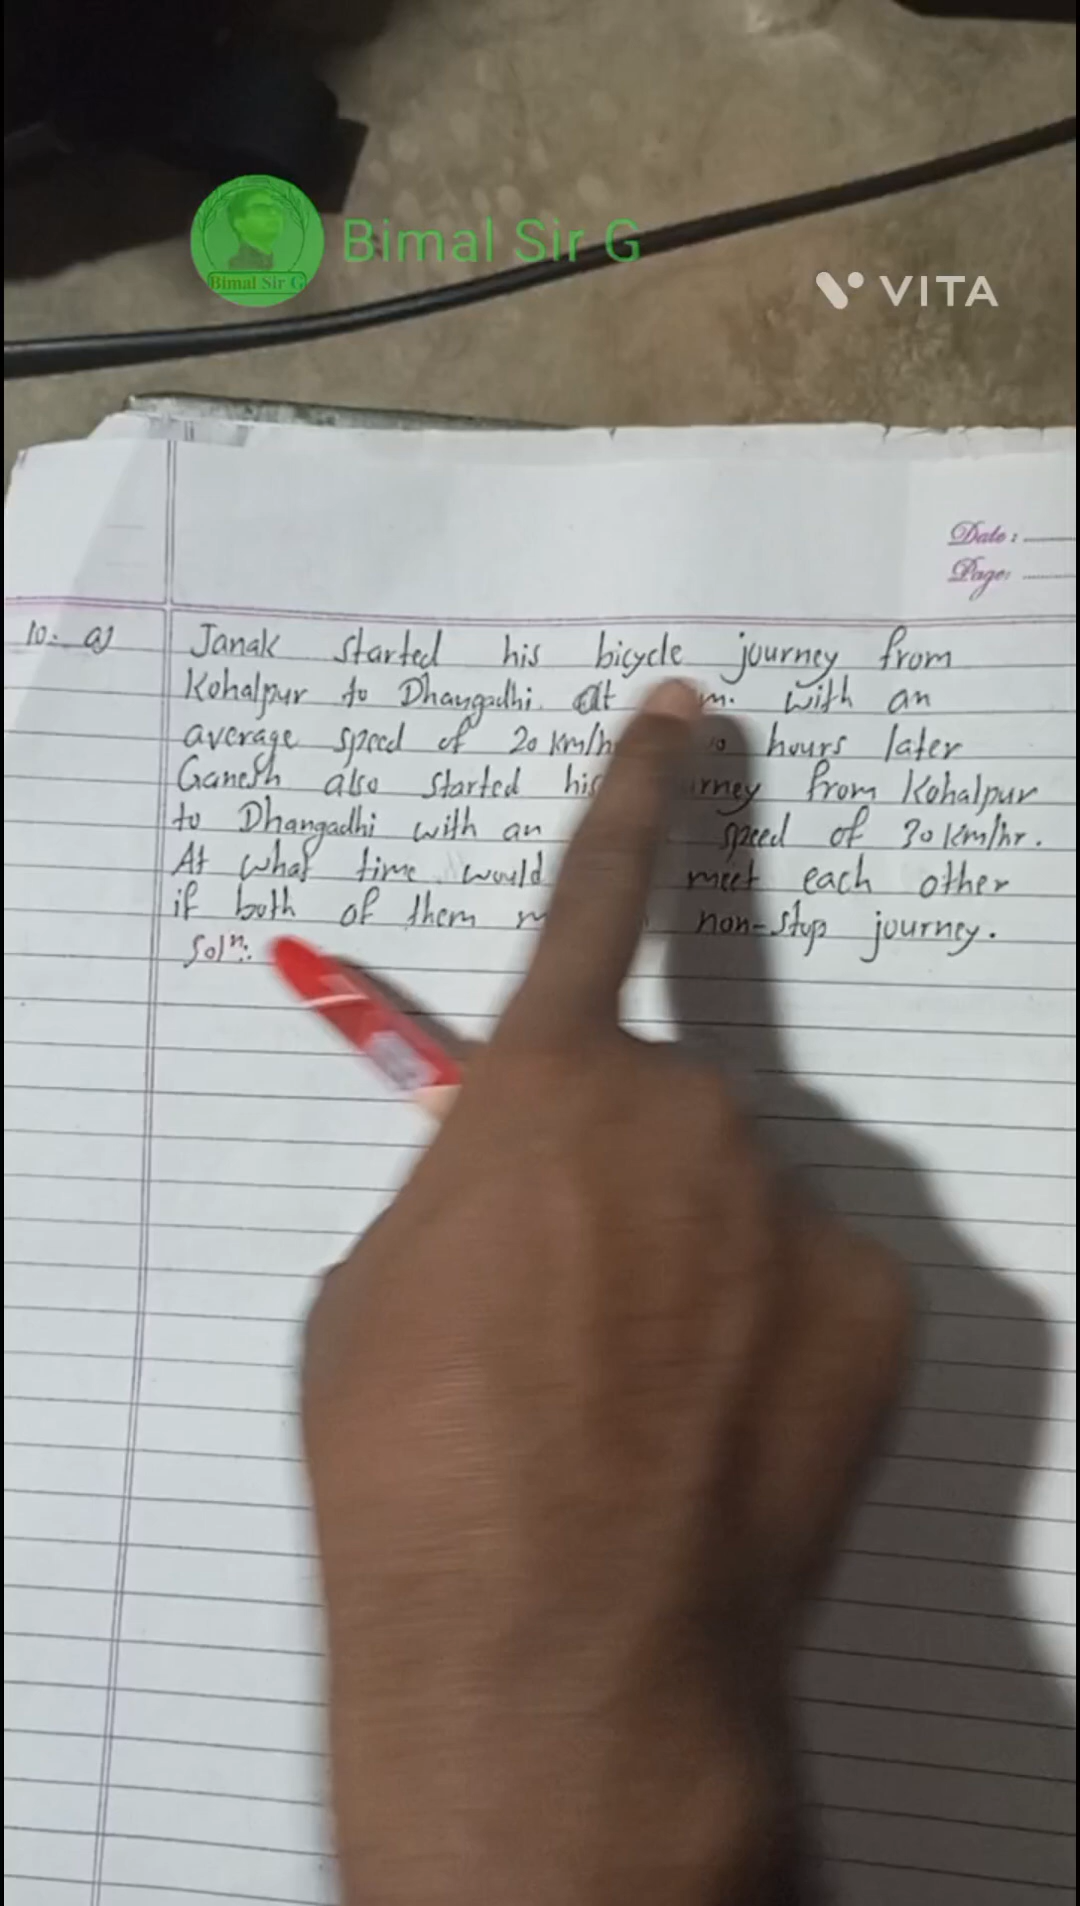 Bimal Sir G
Bimal Sir G
VITA
Date:
Page:
10. a) Janak started his bicycle journey from
Kohalpur to Dhangadhi. At m. with an
average speed of 20 km/h hours later
Ganesh also started his from Kohalpur
to Dhangadhi with an speed of 30 km/hr.
At what time would meet each other
if both of them non-stop journey.
Solⁿ: